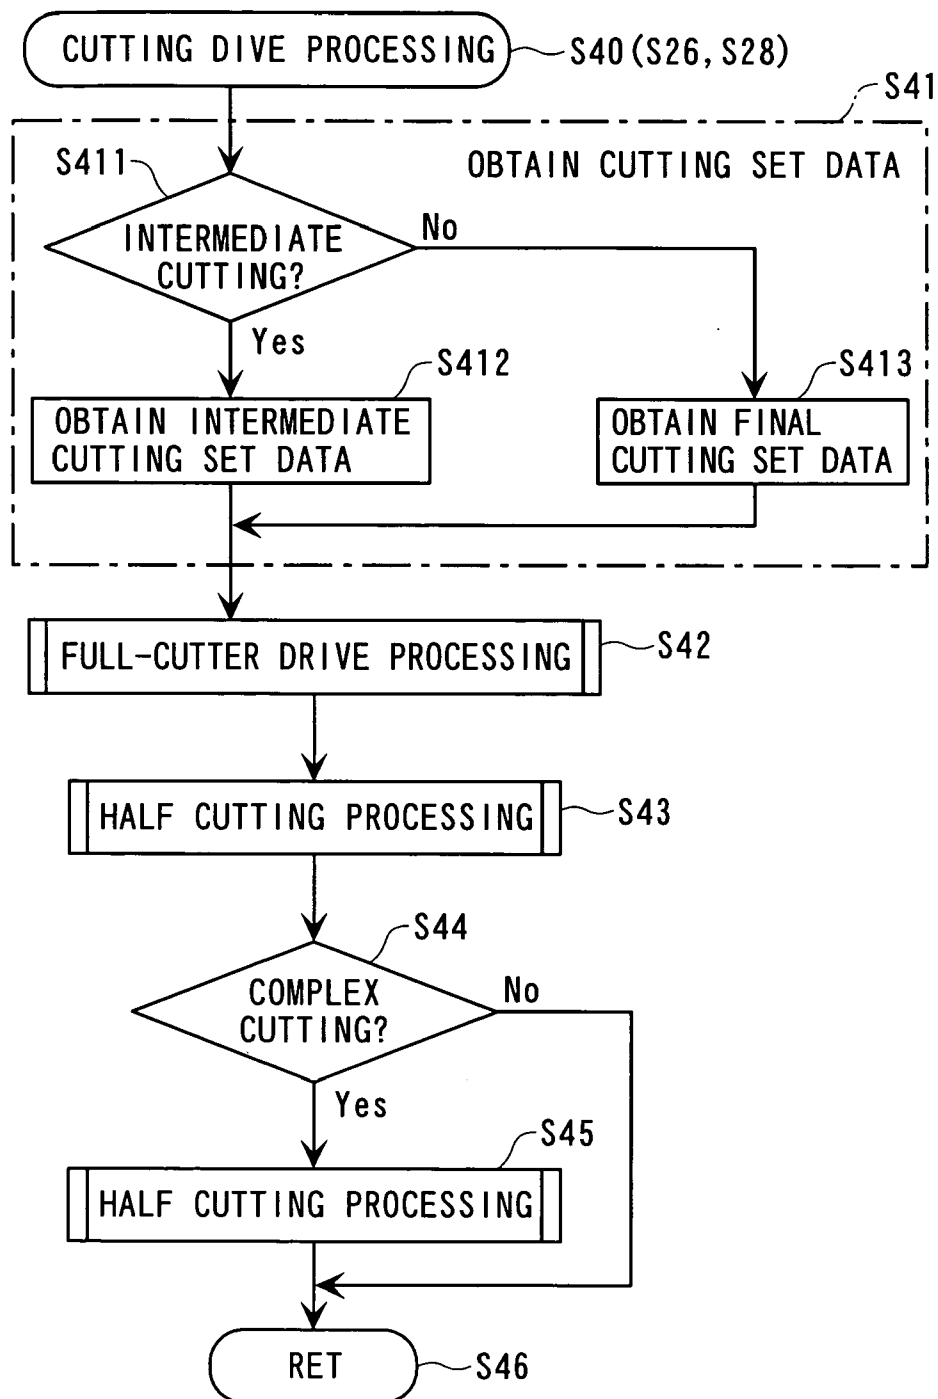 CUTTING DIVE PROCESSING
S40(S26, S28)
S41
S411
OBTAIN CUTTING SET DATA
INTERMEDIATE
CUTTING?
No
Yes
S412
S413
OBTAIN INTERMEDIATE
CUTTING SET DATA
OBTAIN FINAL
CUTTING SET DATA
FULL-CUTTER DRIVE PROCESSING
S42
HALF CUTTING PROCESSING
S43
S44
COMPLEX
CUTTING?
No
Yes
S45
HALF CUTTING PROCESSING
RET
S46